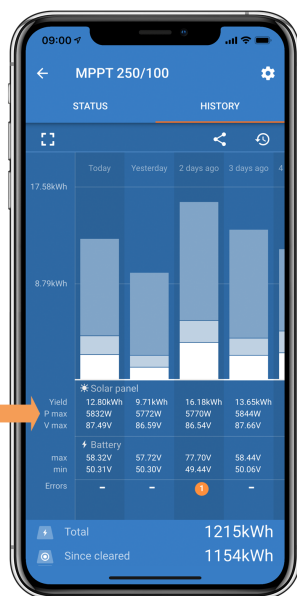 09:00
MPPT 250/100
STATUS HISTORY
Today Yesterday 2 days ago 3 days ago 4
17.58kWh
8.79kWh
Solar panel
Yield 12.80kWh 9.71kWh 16.18kWh 13.65kWh
P max 5832W 5772W 5770W 5844W
V max 87.49V 86.59V 86.54V 87.66V
Battery
max 58.32V 57.72V 77.70V 58.44V
min 50.31V 50.30V 49.44V 50.06V
Errors – – 1 –
Total 1215kWh
Since cleared 1154kWh